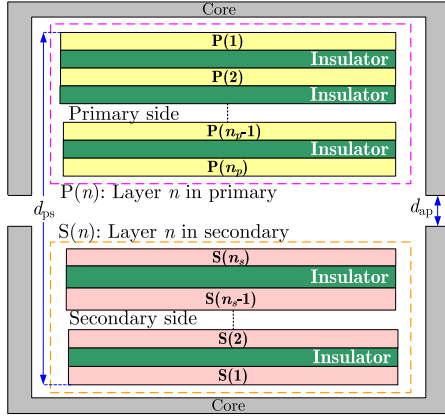 Core
P(1)
Insulator
P(2)
Insulator
Primary side
P(n_p-1)
Insulator
P(n_p)
P(n): Layer n in primary
d_ps
d_ap
S(n): Layer n in secondary
S(n_s)
Insulator
S(n_s-1)
Secondary side
S(2)
Insulator
S(1)
Core